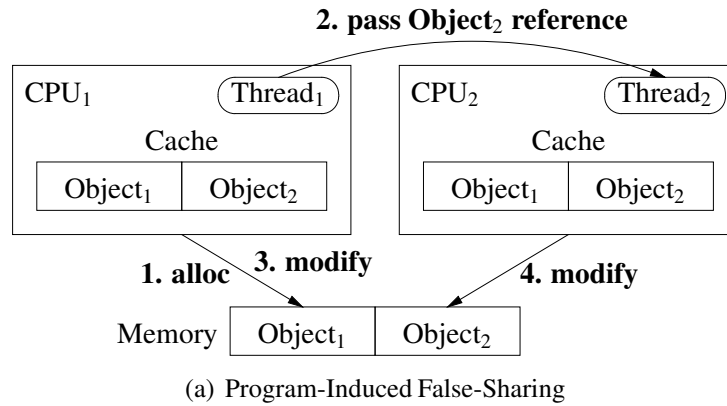 2. pass Object₂ reference
CPU₁ Thread₁ CPU₂ Thread₂
Cache Cache
Object₁ Object₂ Object₁ Object₂
1. alloc 3. modify 4. modify
Memory Object₁ Object₂
(a) Program-Induced False-Sharing